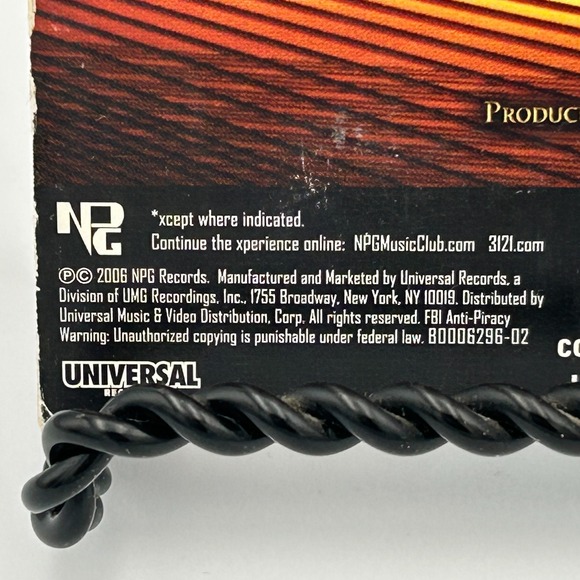 PRODUC
NPG
*xcept where indicated.
Continue the xperience online: NPGMusicClub.com 3121.com
℗© 2006 NPG Records. Manufactured and Marketed by Universal Records, a
Division of UMG Recordings, Inc., 1755 Broadway, New York, NY 10019. Distributed by
Universal Music & Video Distribution, Corp. All rights reserved. FBI Anti-Piracy
Warning: Unauthorized copying is punishable under federal law. B0006296-02
CO
UNIVERSAL